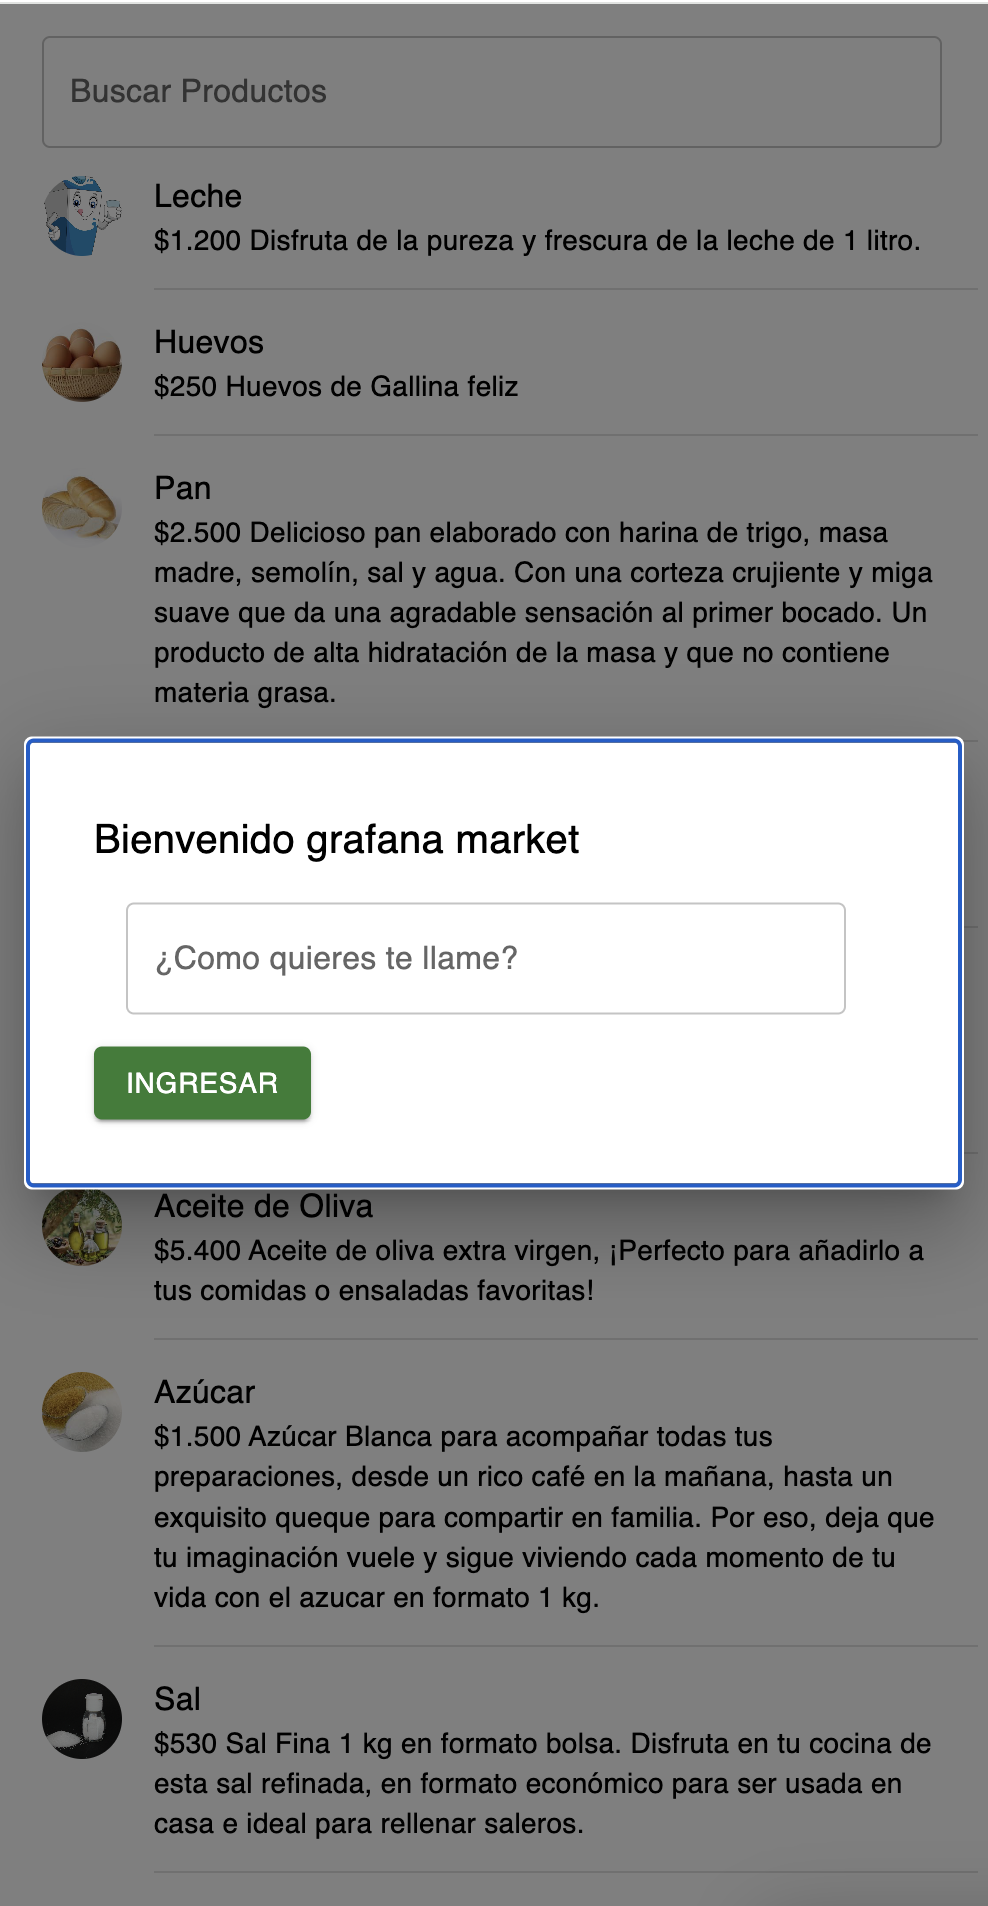 Buscar Productos
Leche
$1.200 Disfruta de la pureza y frescura de la leche de 1 litro.
Huevos
$250 Huevos de Gallina feliz
Pan
$2.500 Delicioso pan elaborado con harina de trigo, masa
madre, semolín, sal y agua. Con una corteza crujiente y miga
suave que da una agradable sensación al primer bocado. Un
producto de alta hidratación de la masa y que no contiene
materia grasa.
Bienvenido grafana market
¿Como quieres te llame?
INGRESAR
Aceite de Oliva
$5.400 Aceite de oliva extra virgen, ¡Perfecto para añadirlo a
tus comidas o ensaladas favoritas!
Azúcar
$1.500 Azúcar Blanca para acompañar todas tus
preparaciones, desde un rico café en la mañana, hasta un
exquisito queque para compartir en familia. Por eso, deja que
tu imaginación vuele y sigue viviendo cada momento de tu
vida con el azucar en formato 1 kg.
Sal
$530 Sal Fina 1 kg en formato bolsa. Disfruta en tu cocina de
esta sal refinada, en formato económico para ser usada en
casa e ideal para rellenar saleros.